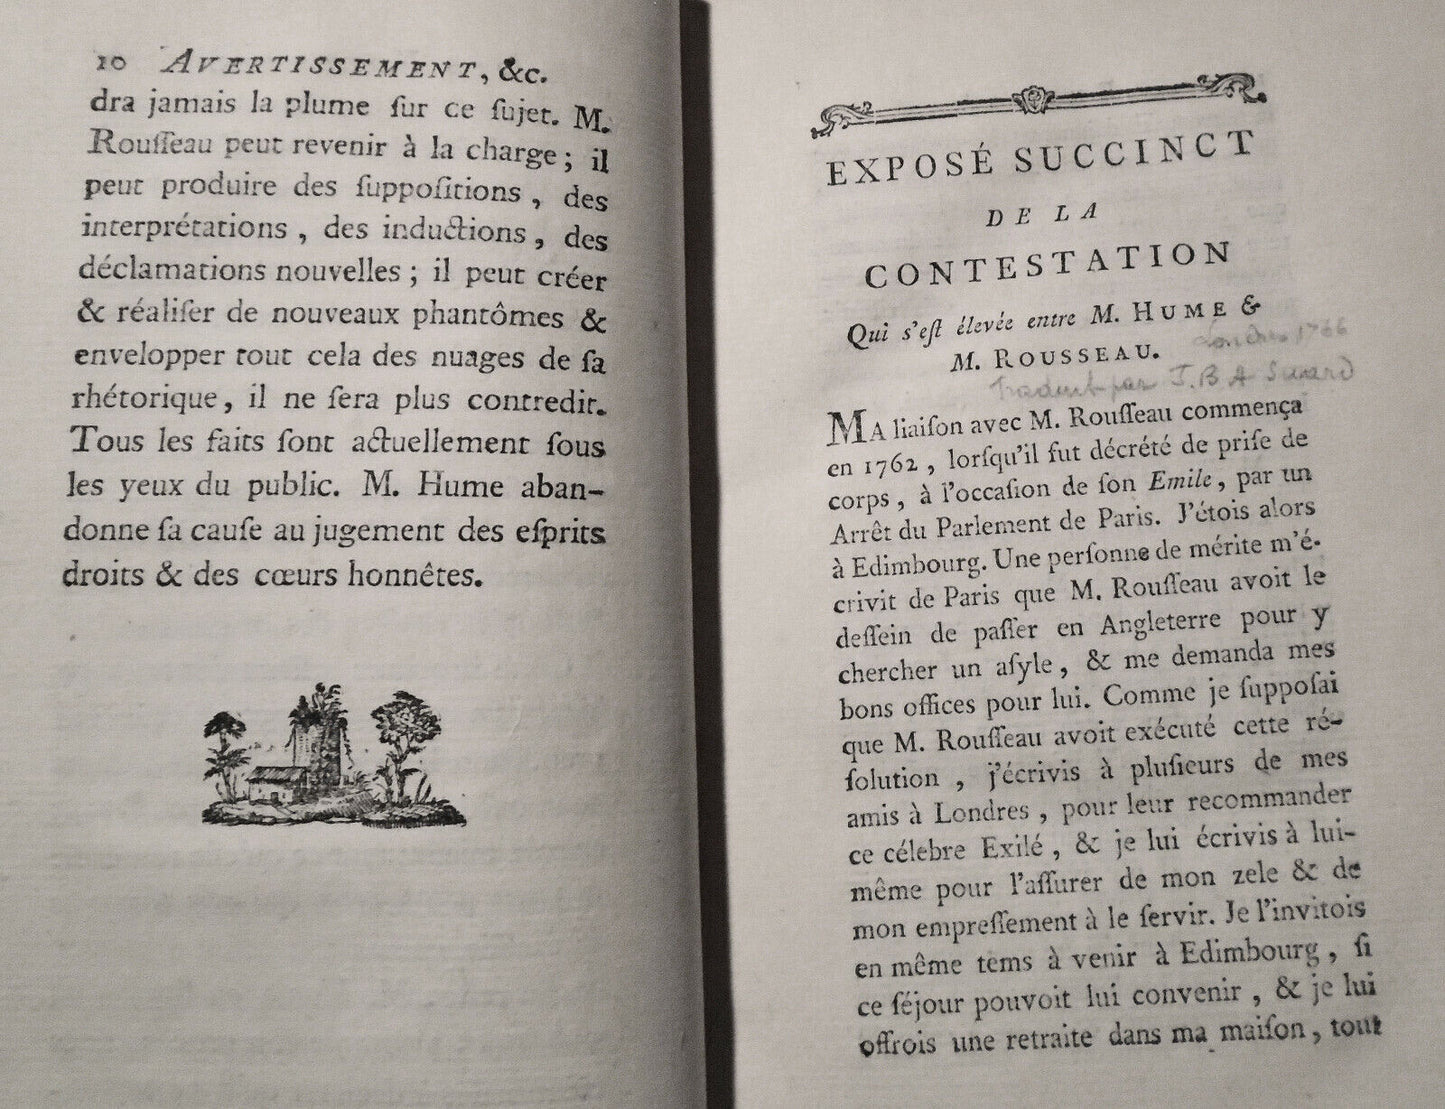 10 AVERTISSEMENT, &c.
dra jamais la plume ſur ce ſujet. M.
Rouſſeau peut revenir à la charge; il
peut produire des ſuppoſitions, des
interprétations, des inductions, des
déclamations nouvelles; il peut créer
& réaliſer de nouveaux phantômes &
envelopper tout cela des nuages de ſa
rhétorique, il ne ſera plus contredit.
Tous les faits ſont actuellement ſous
les yeux du public. M. Hume aban-
donne ſa cauſe au jugement des eſprits
droits & des cœurs honnêtes.
EXPOSÉ SUCCINCT
DE LA
CONTESTATION
Qui s'eſt élevée entre M. HUME &
M. ROUSSEAU.
Londres 1766
Traduit par J. B A Suard
MA liaiſon avec M. Rouſſeau commença
en 1762, lorſqu'il fut décrété de priſe de
corps, à l'occaſion de ſon Emile, par un
Arrêt du Parlement de Paris. J'étois alors
à Edimbourg. Une perſonne de mérite m'é-
crivit de Paris que M. Rouſſeau avoit le
deſſein de paſſer en Angleterre pour y
chercher un aſyle, & me demanda mes
bons offices pour lui. Comme je ſuppoſai
que M. Rouſſeau avoit exécuté cette ré-
ſolution, j'écrivis à pluſieurs de mes
amis à Londres, pour leur recommander
ce célebre Exilé, & je lui écrivis à lui-
même pour l'aſſurer de mon zele & de
mon empreſſement à le ſervir. Je l'invitois
en même tems à venir à Edimbourg, ſi
ce ſéjour pouvoit lui convenir, & je lui
offrois une retraite dans ma maiſon, tout